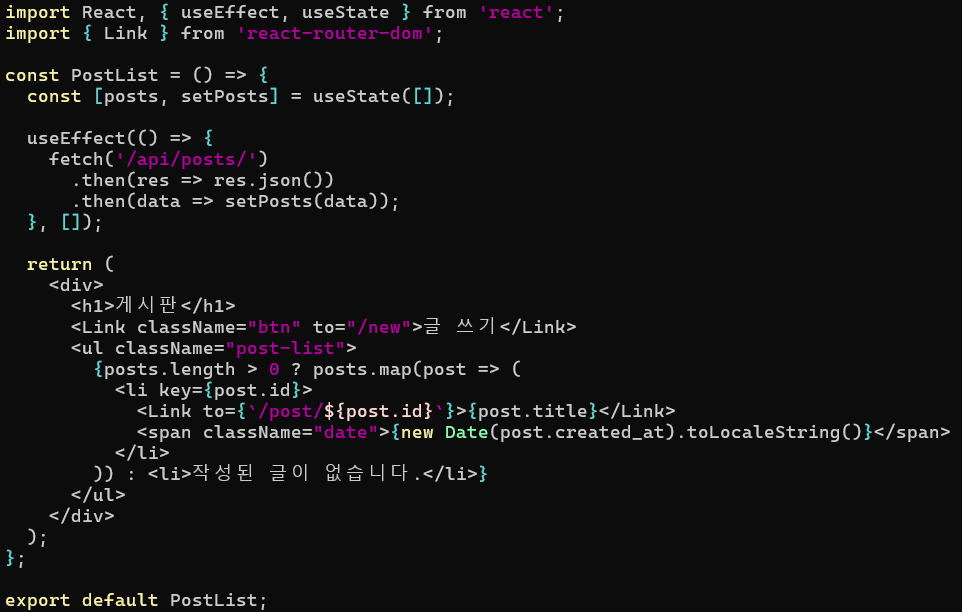 import React, { useEffect, useState } from 'react';
import { Link } from 'react-router-dom';

const PostList = () => {
  const [posts, setPosts] = useState([]);

  useEffect(() => {
    fetch('/api/posts/')
      .then(res => res.json())
      .then(data => setPosts(data));
  }, []);

  return (
    <div>
      <h1>게시판</h1>
      <Link className="btn" to="/new">글 쓰기</Link>
      <ul className="post-list">
        {posts.length > 0 ? posts.map(post => (
          <li key={post.id}>
            <Link to={`/post/${post.id}`}>{post.title}</Link>
            <span className="date">{new Date(post.created_at).toLocaleString()}</span>
          </li>
        )) : <li>작성된 글이 없습니다.</li>}
      </ul>
    </div>
  );
};

export default PostList;